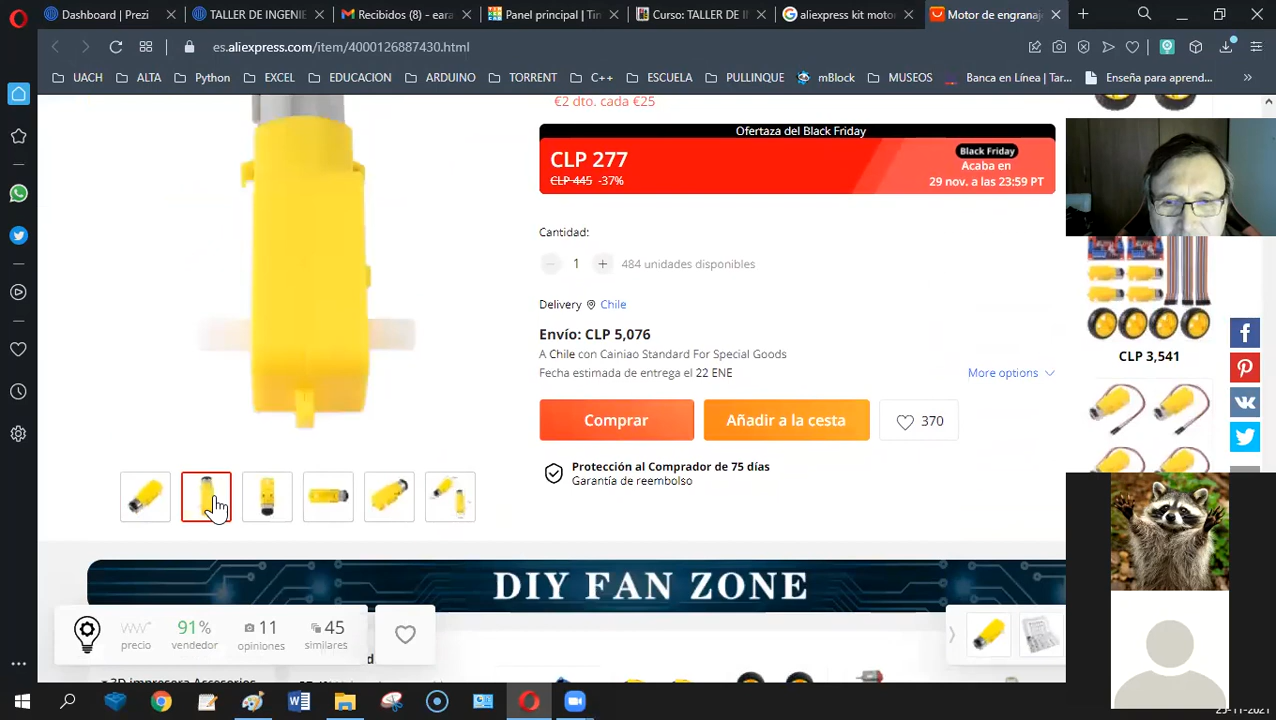 Dashboard | Prezi
TALLER DE INGENIE
Recibidos (8) - earc
Panel principal | Tin
Curso: TALLER DE I
aliexpress kit motor
Motor de engranaj
es.aliexpress.com/item/4000126887430.html
UACH
ALTA
Python
EXCEL
EDUCACION
ARDUINO
TORRENT
C++
ESCUELA
PULLINQUE
mBlock
MUSEOS
Banca en Línea | Tar...
Enseña para aprend...
€2 dto. cada €25
Ofertaza del Black Friday
CLP 277
CLP 445 -37%
Black Friday
Acaba en
29 nov. a las 23:59 PT
Cantidad:
1
484 unidades disponibles
Delivery Chile
Envío: CLP 5,076
A Chile con Cainiao Standard For Special Goods
Fecha estimada de entrega el 22 ENE
More options
CLP 3,541
Comprar
Añadir a la cesta
370
Protección al Comprador de 75 días
Garantía de reembolso
DIY FAN ZONE
precio
91%
vendedor
11
opiniones
45
similares